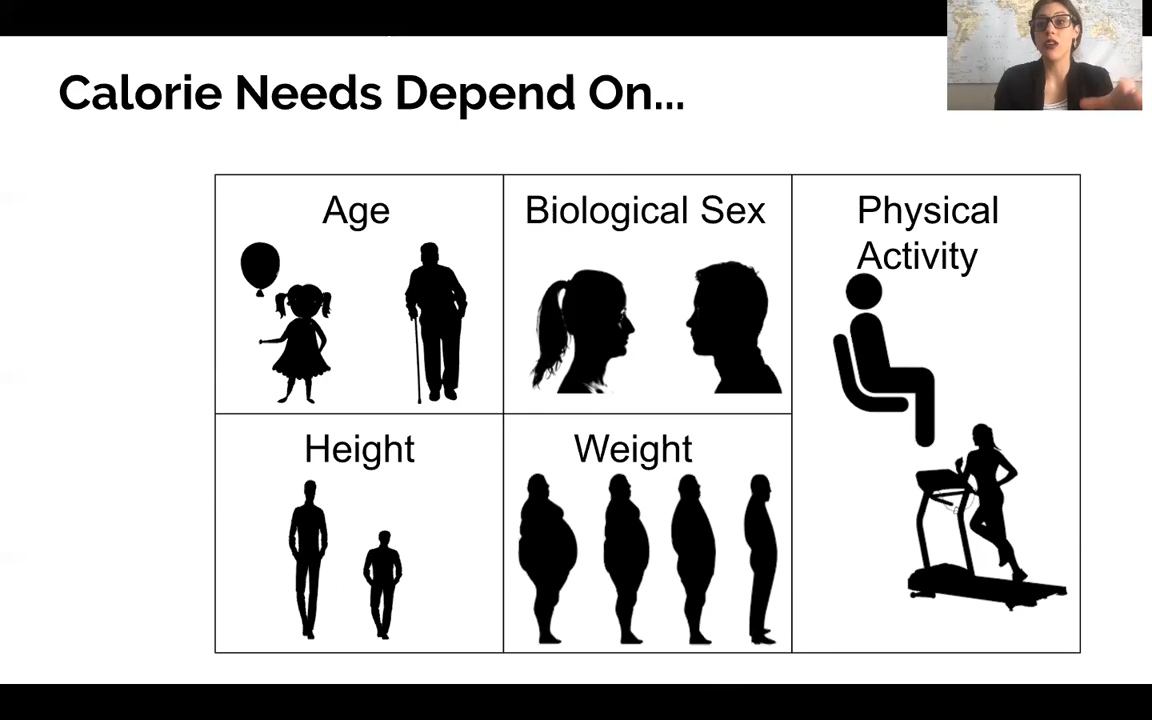 Calorie Needs Depend On...
Age
Biological Sex
Physical
Activity
Height
Weight